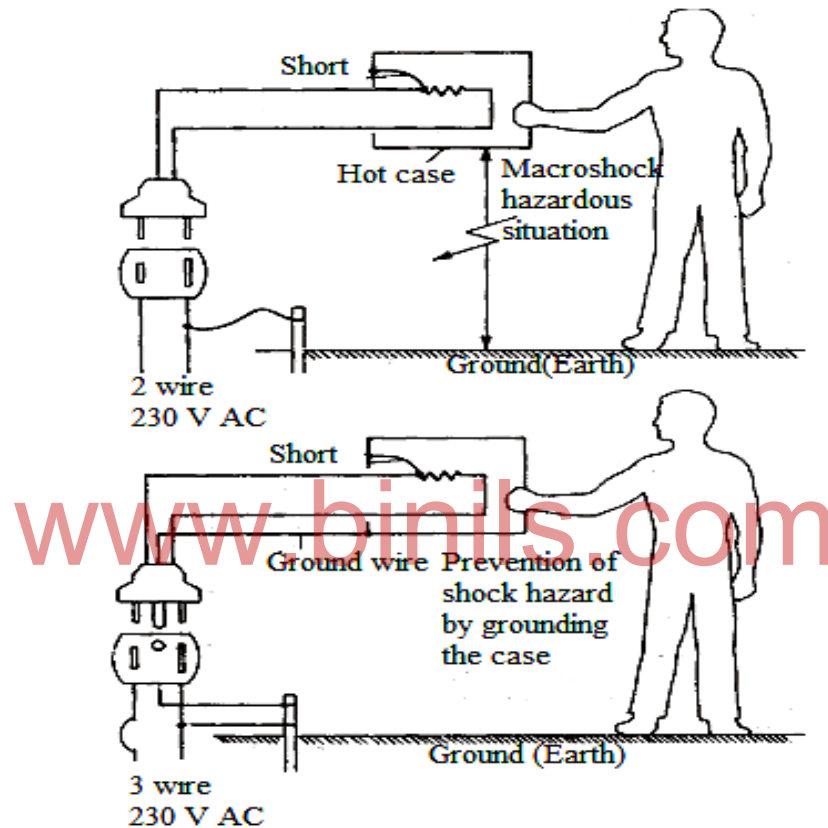 Short
Hot case
Macroshock
hazardous
situation
Ground(Earth)
2 wire
230 V AC
Short
www.binils.com
Ground wire
Prevention of
shock hazard
by grounding
the case
Ground (Earth)
3 wire
230 V AC